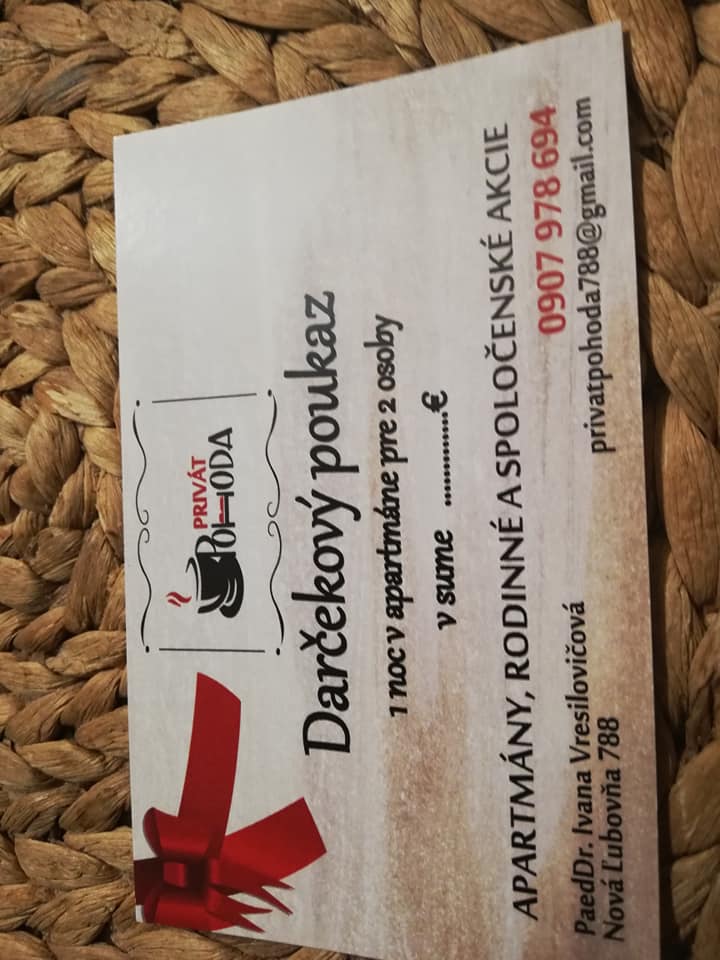 PRIVÁT
POHODA
Darčekový poukaz
1 noc v apartmáne pre 2 osoby
v sume .............€
APARTMÁNY, RODINNÉ A SPOLOČENSKÉ AKCIE
0907 978 694
PaedDr. Ivana Vresilovičová
privatpohoda788@gmail.com
Nová Ľubovňa 788